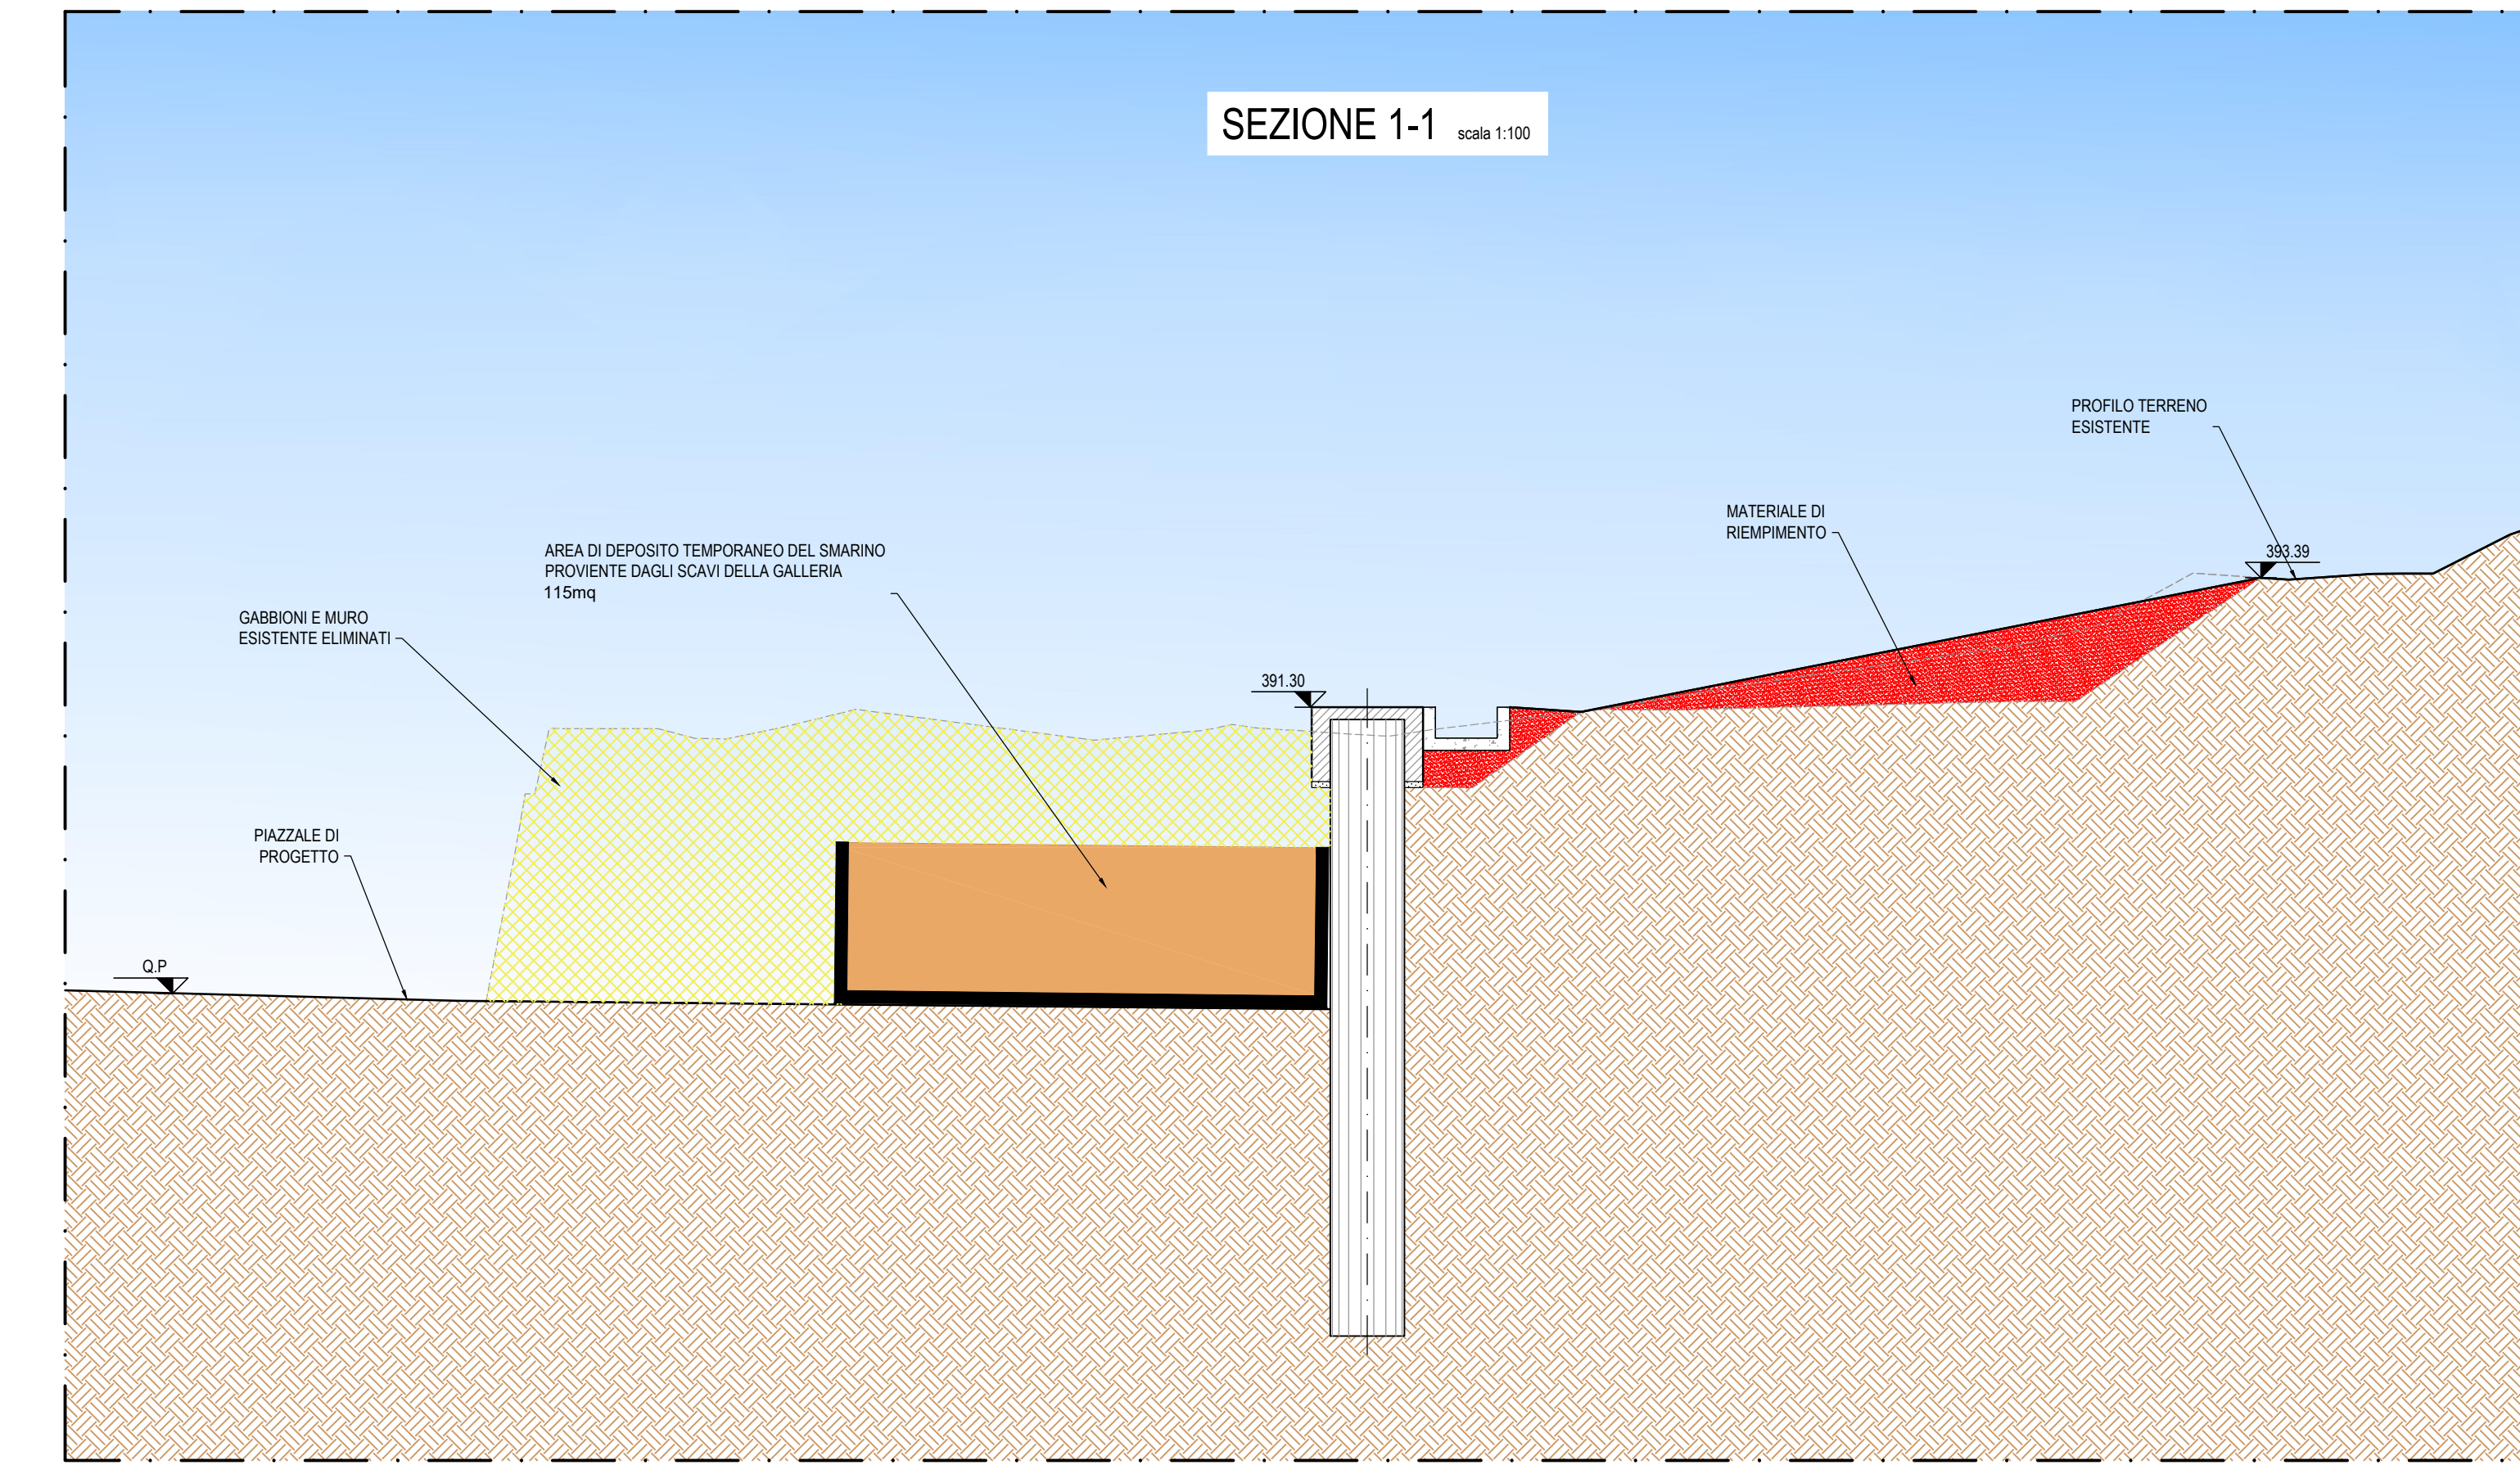 SEZIONE 1-1 scala 1:100
PROFILO TERRENO
ESISTENTE
MATERIALE DI
RIEMPIMENTO
393.39
AREA DI DEPOSITO TEMPORANEO DEL SMARINO
PROVIENTE DAGLI SCAVI DELLA GALLERIA
115mq
GABBIONI E MURO
ESISTENTE ELIMINATI
391.30
PIAZZALE DI
PROGETTO
Q.P